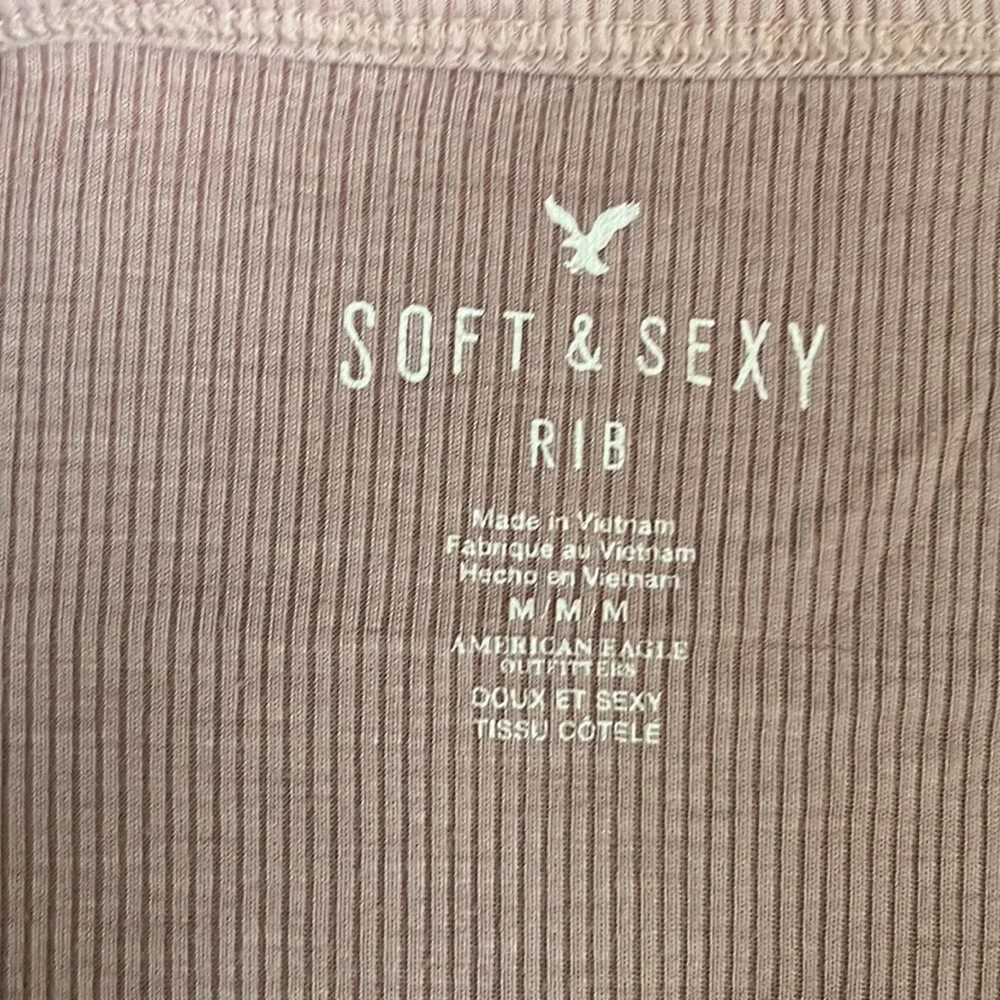 SOFT & SEXY
RIB
Made in Vietnam
Fabriqué au Vietnam
Hecho en Vietnam
M/M/M
AMERICAN EAGLE
OUTFITTERS
DOUX ET SEXY
TISSU CÔTELÉ